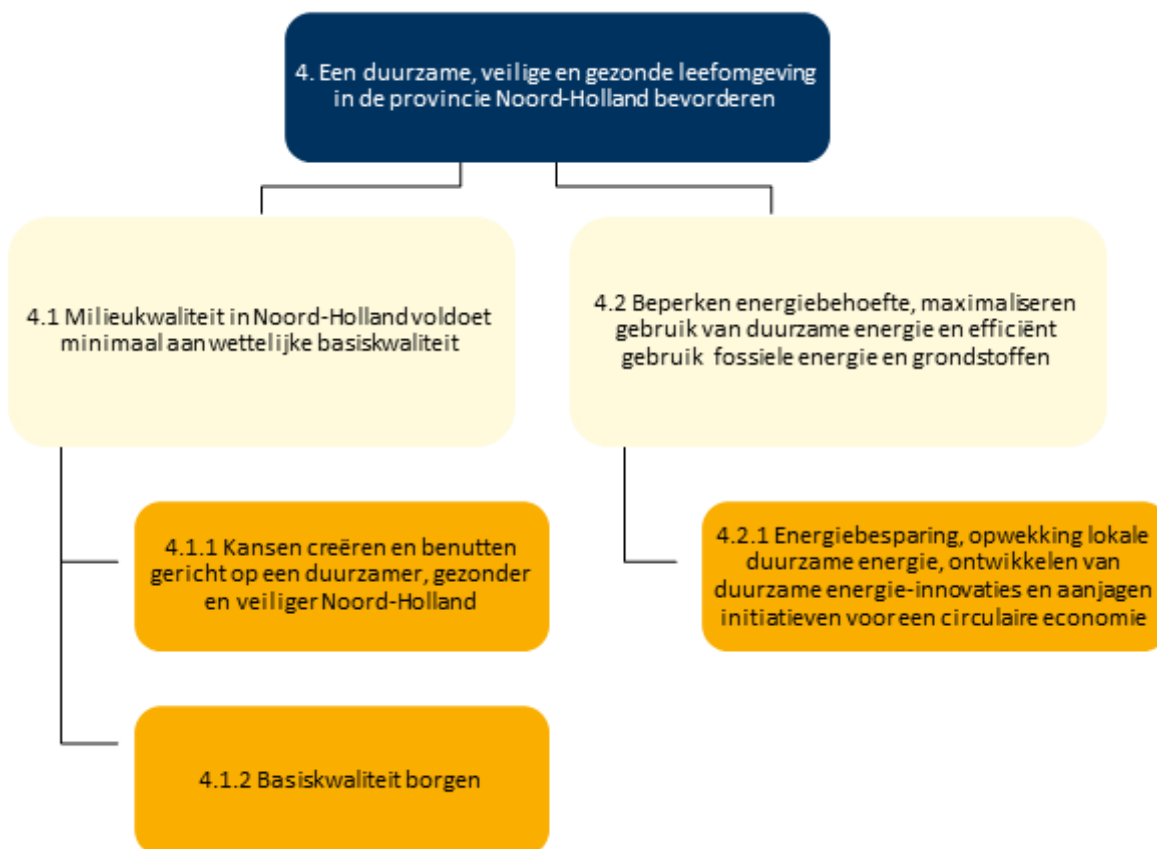 4. Een duurzame, veilige en gezonde leefomgeving
in de provincie Noord-Holland bevorderen
4.1 Milieukwaliteit in Noord-Holland voldoet
minimaal aan wettelijke basiskwaliteit
4.2 Beperken energiebehoefte, maximaliseren
gebruik van duurzame energie en efficiënt
gebruik fossiele energie en grondstoffen
4.1.1 Kansen creëren en benutten
gericht op een duurzamer, gezonder
en veiliger Noord-Holland
4.2.1 Energiebesparing, opwekking lokale
duurzame energie, ontwikkelen van
duurzame energie-innovaties en aanjagen
initiatieven voor een circulaire economie
4.1.2 Basiskwaliteit borgen